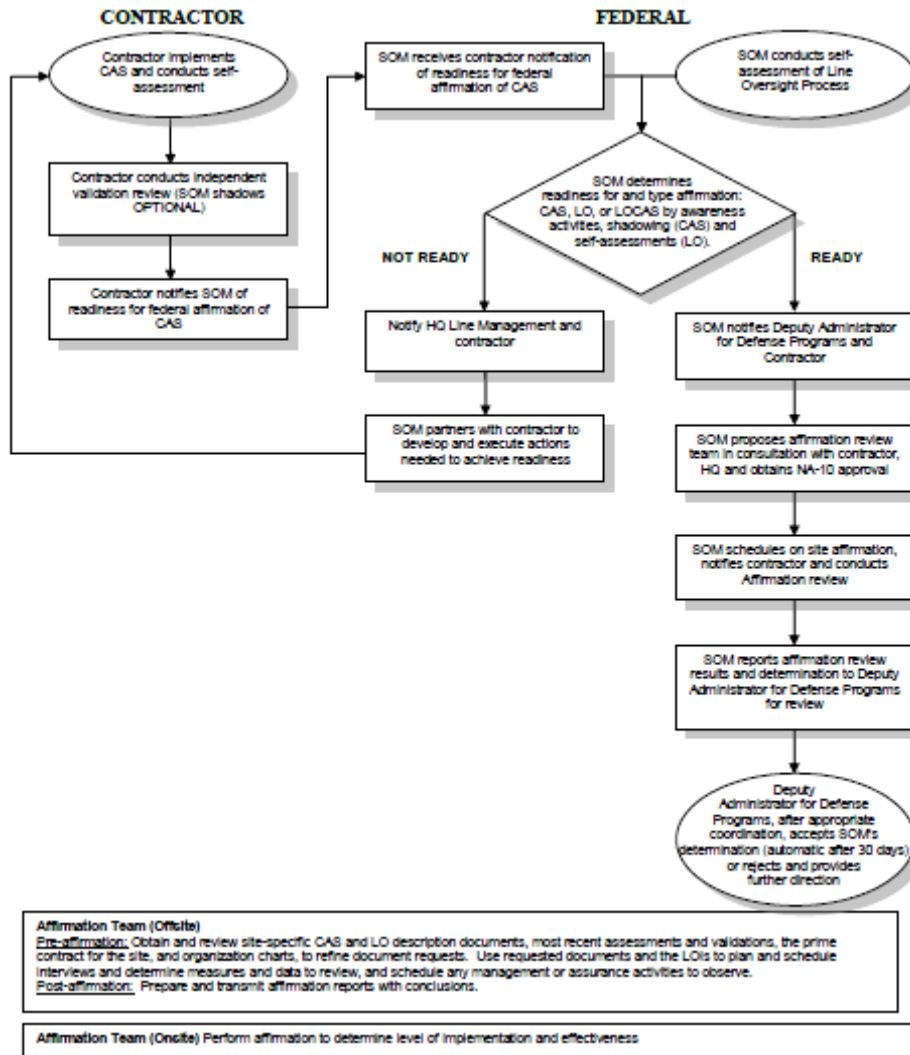 CONTRACTOR
FEDERAL
Contractor implements
CAS and conducts self-
assessment
Contractor conducts independent
validation review (SOM shadows
OPTIONAL)
Contractor notifies SOM of
readiness for federal affirmation of
CAS
SOM receives contractor notification
of readiness for federal
affirmation of CAS
SOM conducts self-
assessment of Line
Oversight Process
SOM determines
readiness for and type affirmation:
CAS, LO, or LOCAS by awareness
activities, shadowing (CAS) and
self-assessments (LO).
NOT READY
READY
Notify HQ Line Management and
contractor
SOM partners with contractor to
develop and execute actions
needed to achieve readiness
SOM notifies Deputy Administrator
for Defense Programs and
Contractor
SOM proposes affirmation review
team in consultation with contractor,
HQ and obtains NA-10 approval
SOM schedules on site affirmation,
notifies contractor and conducts
Affirmation review
SOM reports affirmation review
results and determination to Deputy
Administrator for Defense Programs
for review
Deputy
Administrator for Defense
Programs, after appropriate
coordination, accepts SOM's
determination (automatic after 30 days)
or rejects and provides
further direction
Affirmation Team (Offsite)
Pre-affirmation: Obtain and review site-specific CAS and LO description documents, most recent assessments and validations, the prime
contract for the site, and organization charts, to refine document requests. Use requested documents and the LOIs to plan and schedule
interviews and determine measures and data to review, and schedule any management or assurance activities to observe.
Post-affirmation: Prepare and transmit affirmation reports with conclusions.
Affirmation Team (Onsite) Perform affirmation to determine level of implementation and effectiveness